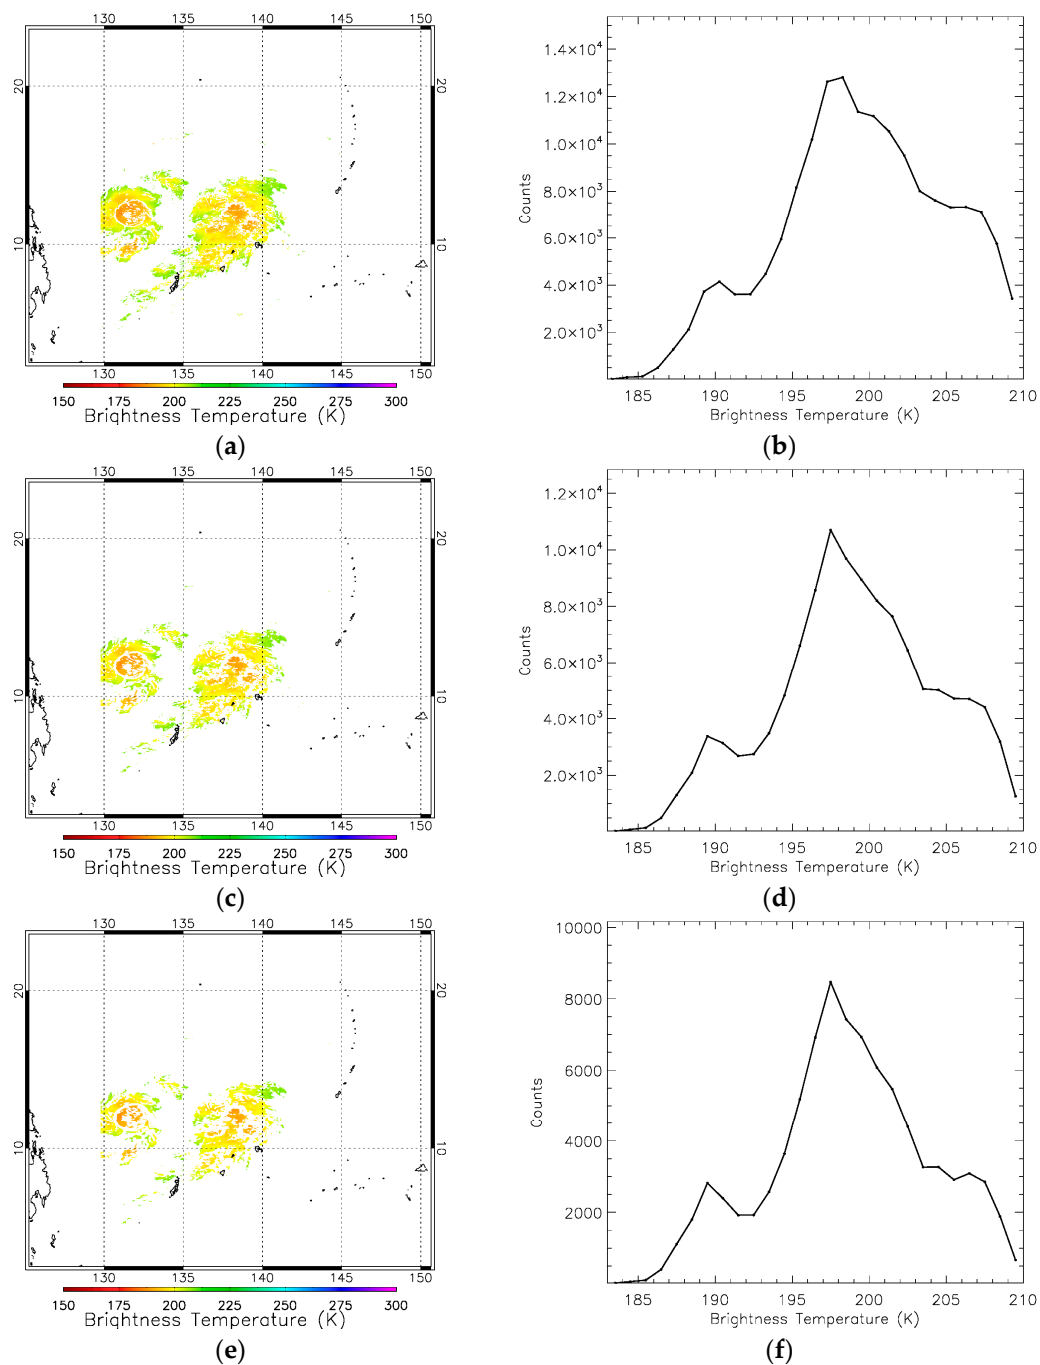 130 135 140 145 150
20 20
10 10
130 135 140 145 150
150 175 200 225 250 275 300
Brightness Temperature (K)
(a)
1.4×10⁴
1.2×10⁴
1.0×10⁴
8.0×10³
6.0×10³
4.0×10³
2.0×10³
Counts
185 190 195 200 205 210
Brightness Temperature (K)
(b)
130 135 140 145 150
20 20
10 10
130 135 140 145 150
150 175 200 225 250 275 300
Brightness Temperature (K)
(c)
1.2×10⁴
1.0×10⁴
8.0×10³
6.0×10³
4.0×10³
2.0×10³
Counts
185 190 195 200 205 210
Brightness Temperature (K)
(d)
130 135 140 145 150
20 20
10 10
130 135 140 145 150
150 175 200 225 250 275 300
Brightness Temperature (K)
(e)
10000
8000
6000
4000
2000
Counts
185 190 195 200 205 210
Brightness Temperature (K)
(f)